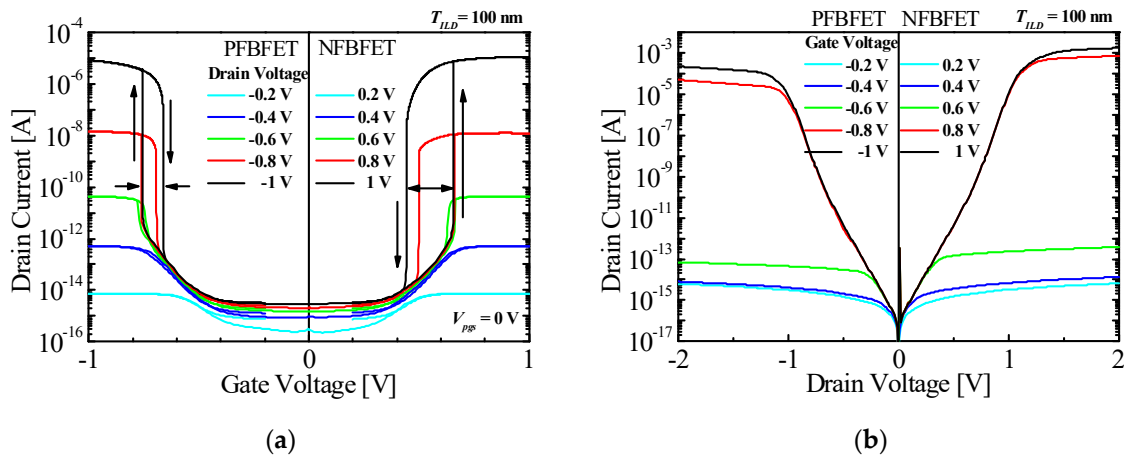 T_ILD = 100 nm
PFBFET NFBFET
Drain Voltage
-0.2 V 0.2 V
-0.4 V 0.4 V
-0.6 V 0.6 V
-0.8 V 0.8 V
-1 V 1 V
V_pgs = 0 V
10^-4
10^-6
10^-8
10^-10
10^-12
10^-14
10^-16
Drain Current [A]
-1 0 1
Gate Voltage [V]
(a)
PFBFET NFBFET T_ILD = 100 nm
Gate Voltage
-0.2 V 0.2 V
-0.4 V 0.4 V
-0.6 V 0.6 V
-0.8 V 0.8 V
-1 V 1 V
10^-3
10^-5
10^-7
10^-9
10^-11
10^-13
10^-15
10^-17
Drain Current [A]
-2 -1 0 1 2
Drain Voltage [V]
(b)